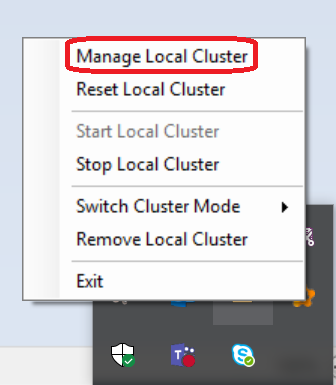 Manage Local Cluster
Reset Local Cluster
Start Local Cluster
Stop Local Cluster
Switch Cluster Mode
Remove Local Cluster
Exit